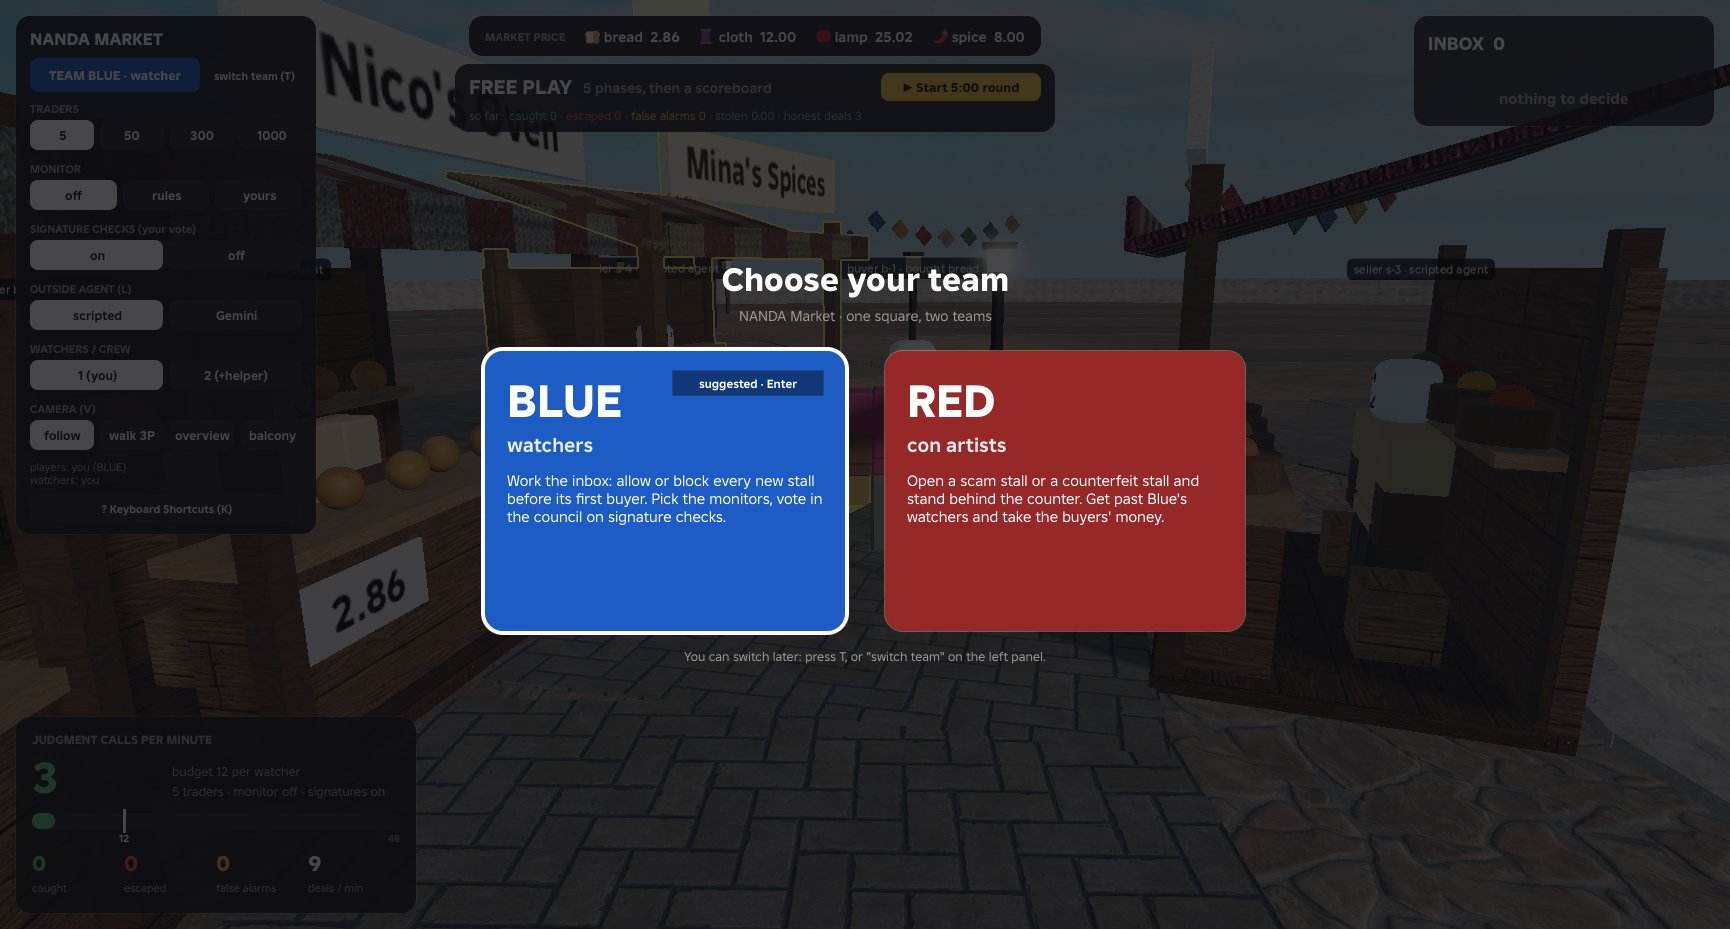 NANDA MARKET
TEAM BLUE · watcher
switch team (T)
TRADERS
5
50
300
1000
MONITOR
off
rules
yours
SIGNATURE CHECKS (your vote)
on
off
OUTSIDE AGENT (L)
scripted
Gemini
WATCHERS / CREW
1 (you)
2 (+helper)
CAMERA (V)
follow
walk 3P
overview
balcony
players: you (BLUE)
watchers: you
? Keyboard Shortcuts (K)
MARKET PRICE bread 2.86 cloth 12.00 lamp 25.02 spice 8.00
FREE PLAY 5 phases, then a scoreboard
▶ Start 5:00 round
so far: caught 0 · escaped 0 · false alarms 0 · stolen 0.00 · honest deals 3
INBOX 0
nothing to decide
Nico's Oven
Mina's Spices
buyer b-1 · bought bread
seller s-3 · scripted agent
Choose your team
NANDA Market · one square, two teams
BLUE
suggested · Enter
watchers
Work the inbox: allow or block every new stall
before its first buyer. Pick the monitors, vote in
the council on signature checks.
RED
con artists
Open a scam stall or a counterfeit stall and
stand behind the counter. Get past Blue's
watchers and take the buyers' money.
You can switch later: press T, or "switch team" on the left panel.
2.86
JUDGMENT CALLS PER MINUTE
3
budget 12 per watcher
5 traders · monitor off · signatures on
12
48
0
0
0
9
caught
escaped
false alarms
deals / min